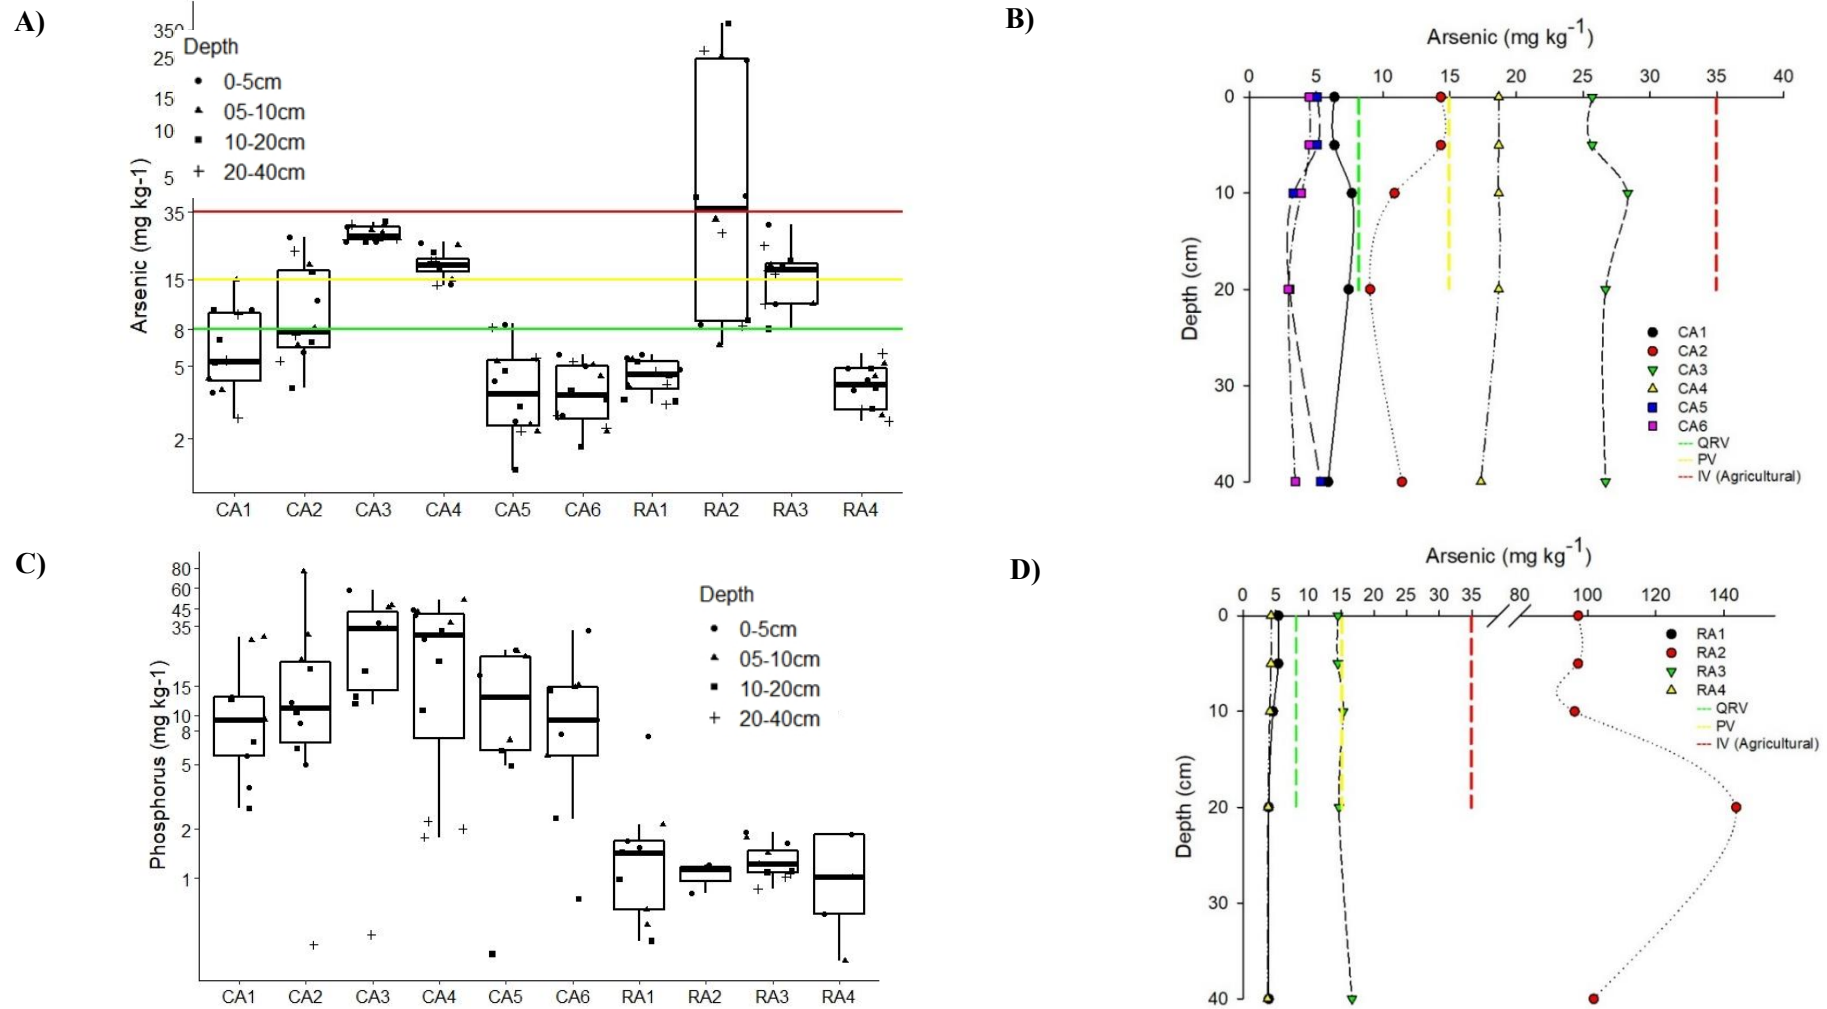 A)
350
25
15
10
5
35
15
8
5
2
Arsenic (mg kg-1)
Depth
0-5cm
05-10cm
10-20cm
20-40cm
CA1 CA2 CA3 CA4 CA5 CA6 RA1 RA2 RA3 RA4
B)
Arsenic (mg kg-1)
0 5 10 15 20 25 30 35 40
0
10
20
30
40
Depth (cm)
CA1
CA2
CA3
CA4
CA5
CA6
QRV
PV
IV (Agricultural)
C)
80
60
45
35
15
10
8
5
2
1
Phosphorus (mg kg-1)
Depth
0-5cm
05-10cm
10-20cm
20-40cm
CA1 CA2 CA3 CA4 CA5 CA6 RA1 RA2 RA3 RA4
D)
Arsenic (mg kg-1)
0 5 10 15 20 25 30 35 80 100 120 140
0
10
20
30
40
Depth (cm)
RA1
RA2
RA3
RA4
QRV
PV
IV (Agricultural)